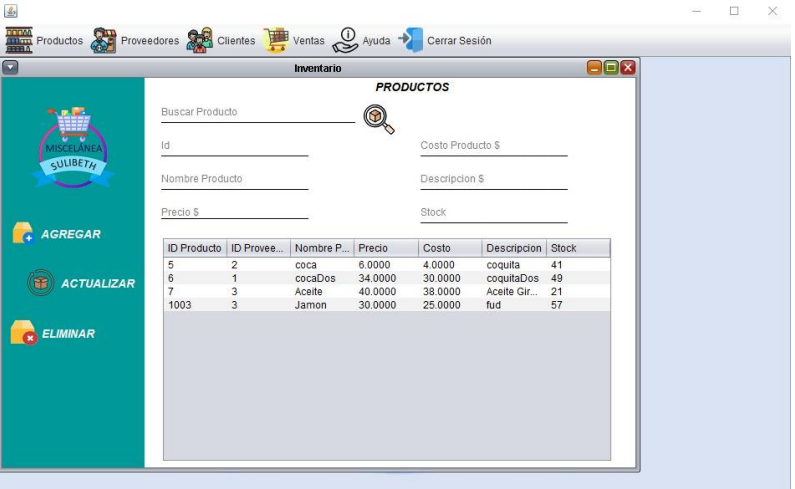 Productos Proveedores Clientes Ventas Ayuda Cerrar Sesión
Inventario
PRODUCTOS
MISCELÁNEA
SULIBETH
AGREGAR
ACTUALIZAR
ELIMINAR
Buscar Producto
Id Costo Producto $
Nombre Producto Descripcion $
Precio $ Stock
ID Producto ID Provee... Nombre P... Precio Costo Descripcion Stock
5 2 coca 6.0000 4.0000 coquita 41
6 1 cocaDos 34.0000 30.0000 coquitaDos 49
7 3 Aceite 40.0000 38.0000 Aceite Gir... 21
1003 3 Jamon 30.0000 25.0000 fud 57